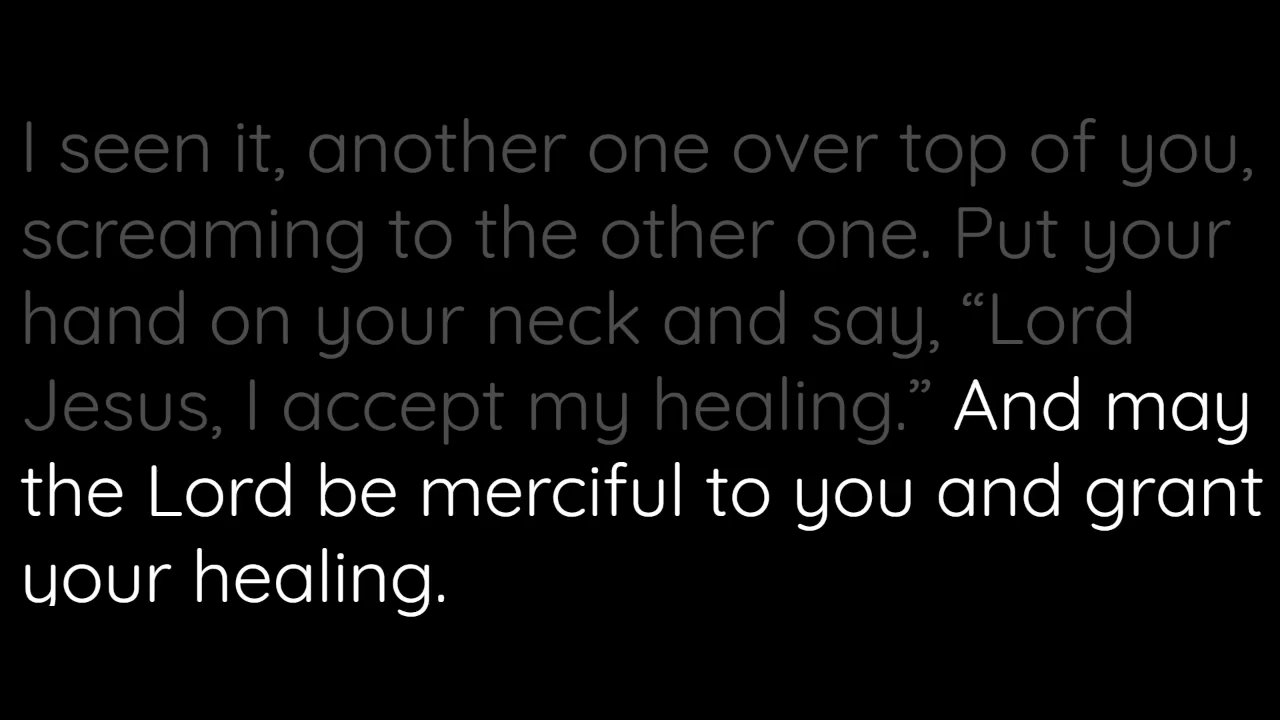 I seen it, another one over top of you,
screaming to the other one. Put your
hand on your neck and say, “Lord
Jesus, I accept my healing.” And may
the Lord be merciful to you and grant
your healing.